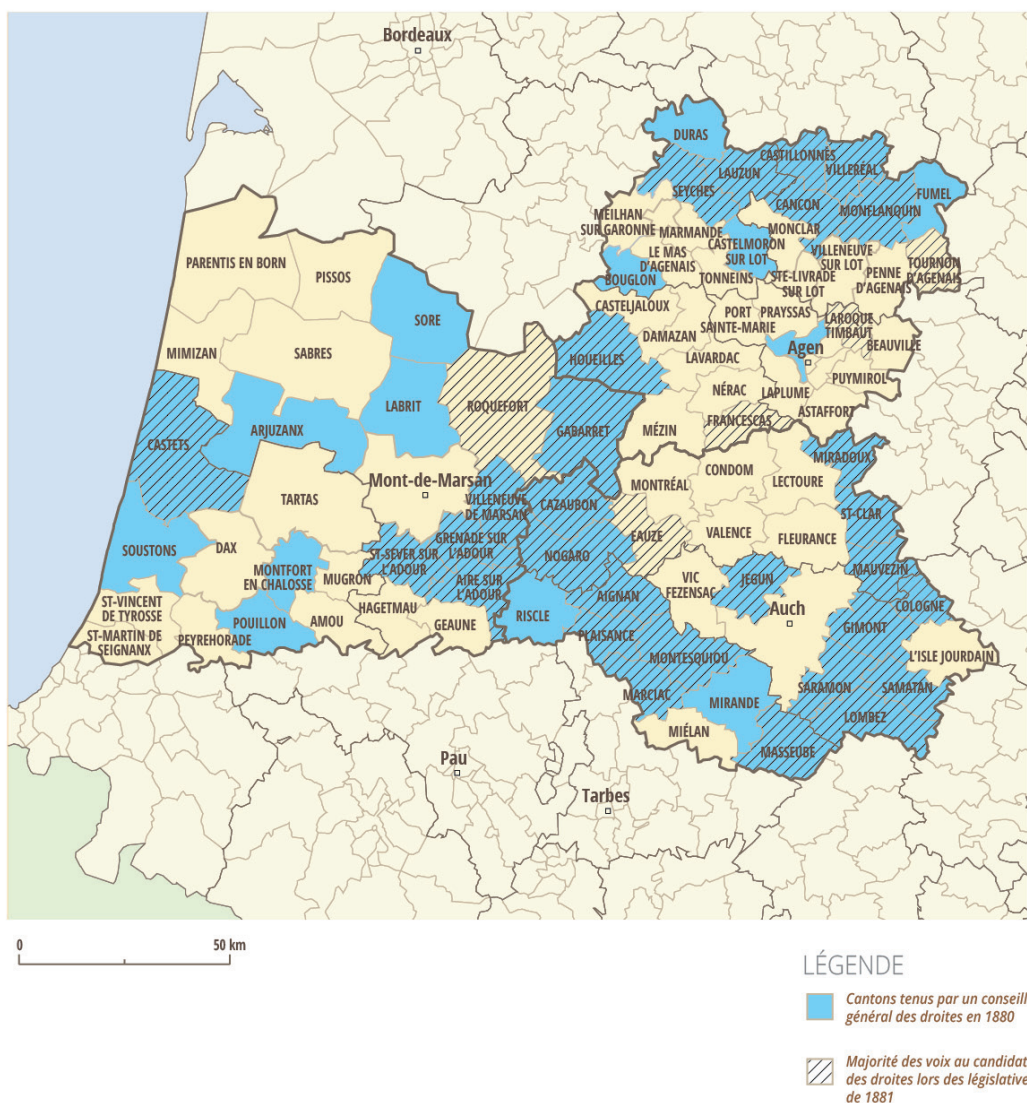 Bordeaux
DURAS
CASTILLONNÈS
LAUZUN
VILLERÉAL
SEYCHES
FUMEL
CANCON
MONFLANQUIN
MEILHAN
SUR GARONNE
MARMANDE
MONCLAR
CASTELMORON
SUR LOT
VILLENEUVE
SUR LOT
LE MAS
D'AGENAIS
TOURNON
D'AGENAIS
PENNE
D'AGENAIS
BOUGLON
TONNEINS
STE-LIVRADE
SUR LOT
CASTELJALOUX
PORT
SAINTE-MARIE
PRAYSSAS
LAROQUE
TIMBAUT
DAMAZAN
BEAUVILLE
Agen
HOUEILLES
LAVARDAC
PUYMIROL
NÉRAC
LAPLUME
ASTAFFORT
FRANCESCAS
MÉZIN
PARENTIS EN BORN
PISSOS
SORE
MIMIZAN
SABRES
LABRIT
ROQUEFORT
GABARRET
CASTETS
ARJUZANX
Mont-de-Marsan
TARTAS
VILLENEUVE
DE MARSAN
SOUSTONS
DAX
MONTFORT
EN CHALOSSE
MUGRON
ST-SEVER SUR
L'ADOUR
GRENADE SUR
L'ADOUR
AIRE SUR
L'ADOUR
ST-VINCENT
DE TYROSSE
ST-MARTIN DE
SEIGNANX
PEYREHORADE
POUILLON
AMOU
HAGETMAU
GEAUNE
MIRADOUX
CONDOM
MONTRÉAL
LECTOURE
CAZAUBON
ST-CLAR
EAUZE
VALENCE
FLEURANCE
NOGARO
MAUVEZIN
VIC
FEZENSAC
JEGUN
AIGNAN
COLOGNE
Auch
RISCLE
GIMONT
PLAISANCE
MONTESQUIOU
L'ISLE JOURDAIN
MARCIAC
MIRANDE
SARAMON
SAMATAN
LOMBEZ
MIÉLAN
MASSEUBE
Pau
Tarbes
0 50 km
LÉGENDE
Cantons tenus par un conseill
général des droites en 1880
Majorité des voix au candidat
des droites lors des législative
de 1881